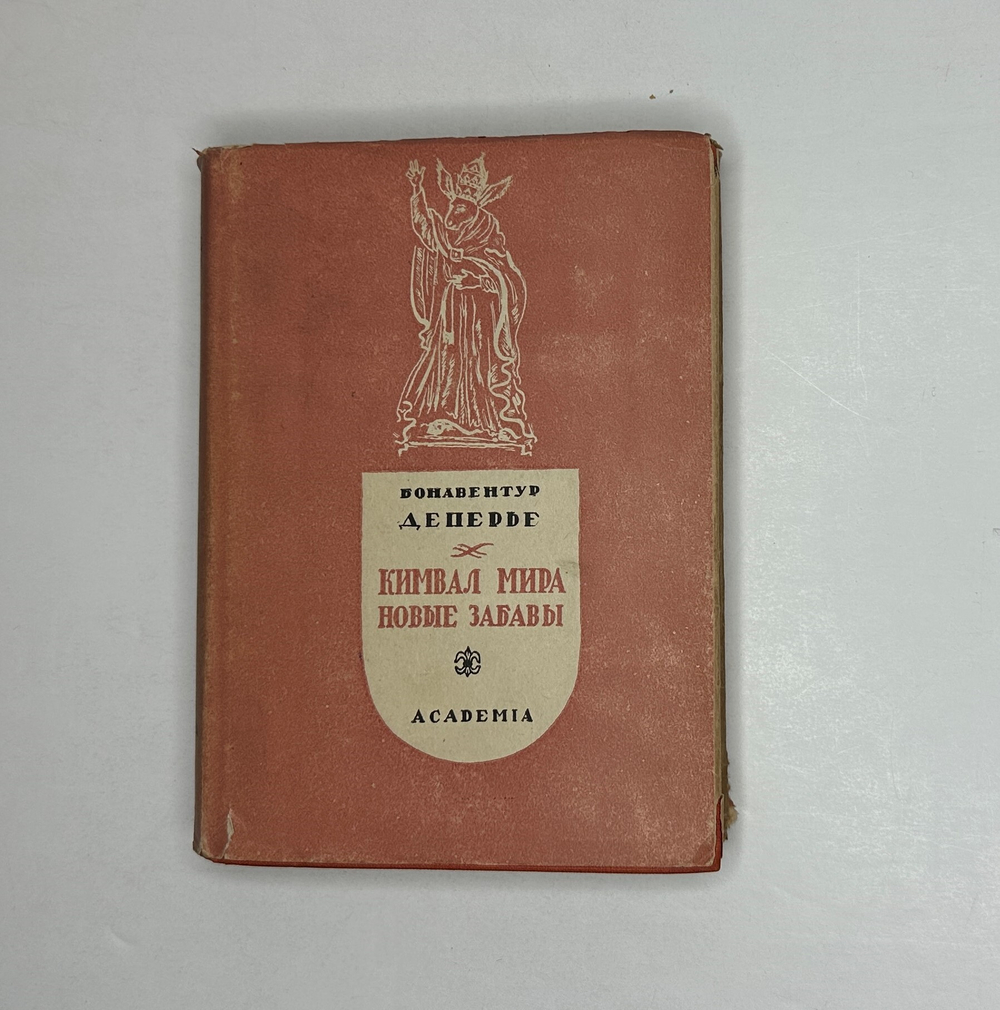 БОНАВЕНТУР
ДЕПЕРЬЕ
КИМВАЛ МИРА
НОВЫЕ ЗАБАВЫ
ACADEMIA